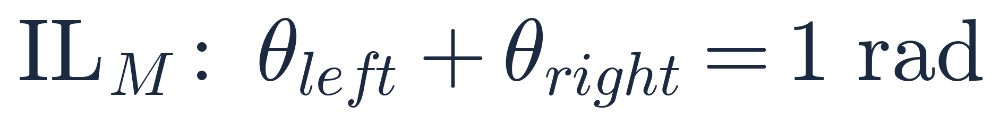 IL_M : θ_left + θ_right = 1 rad